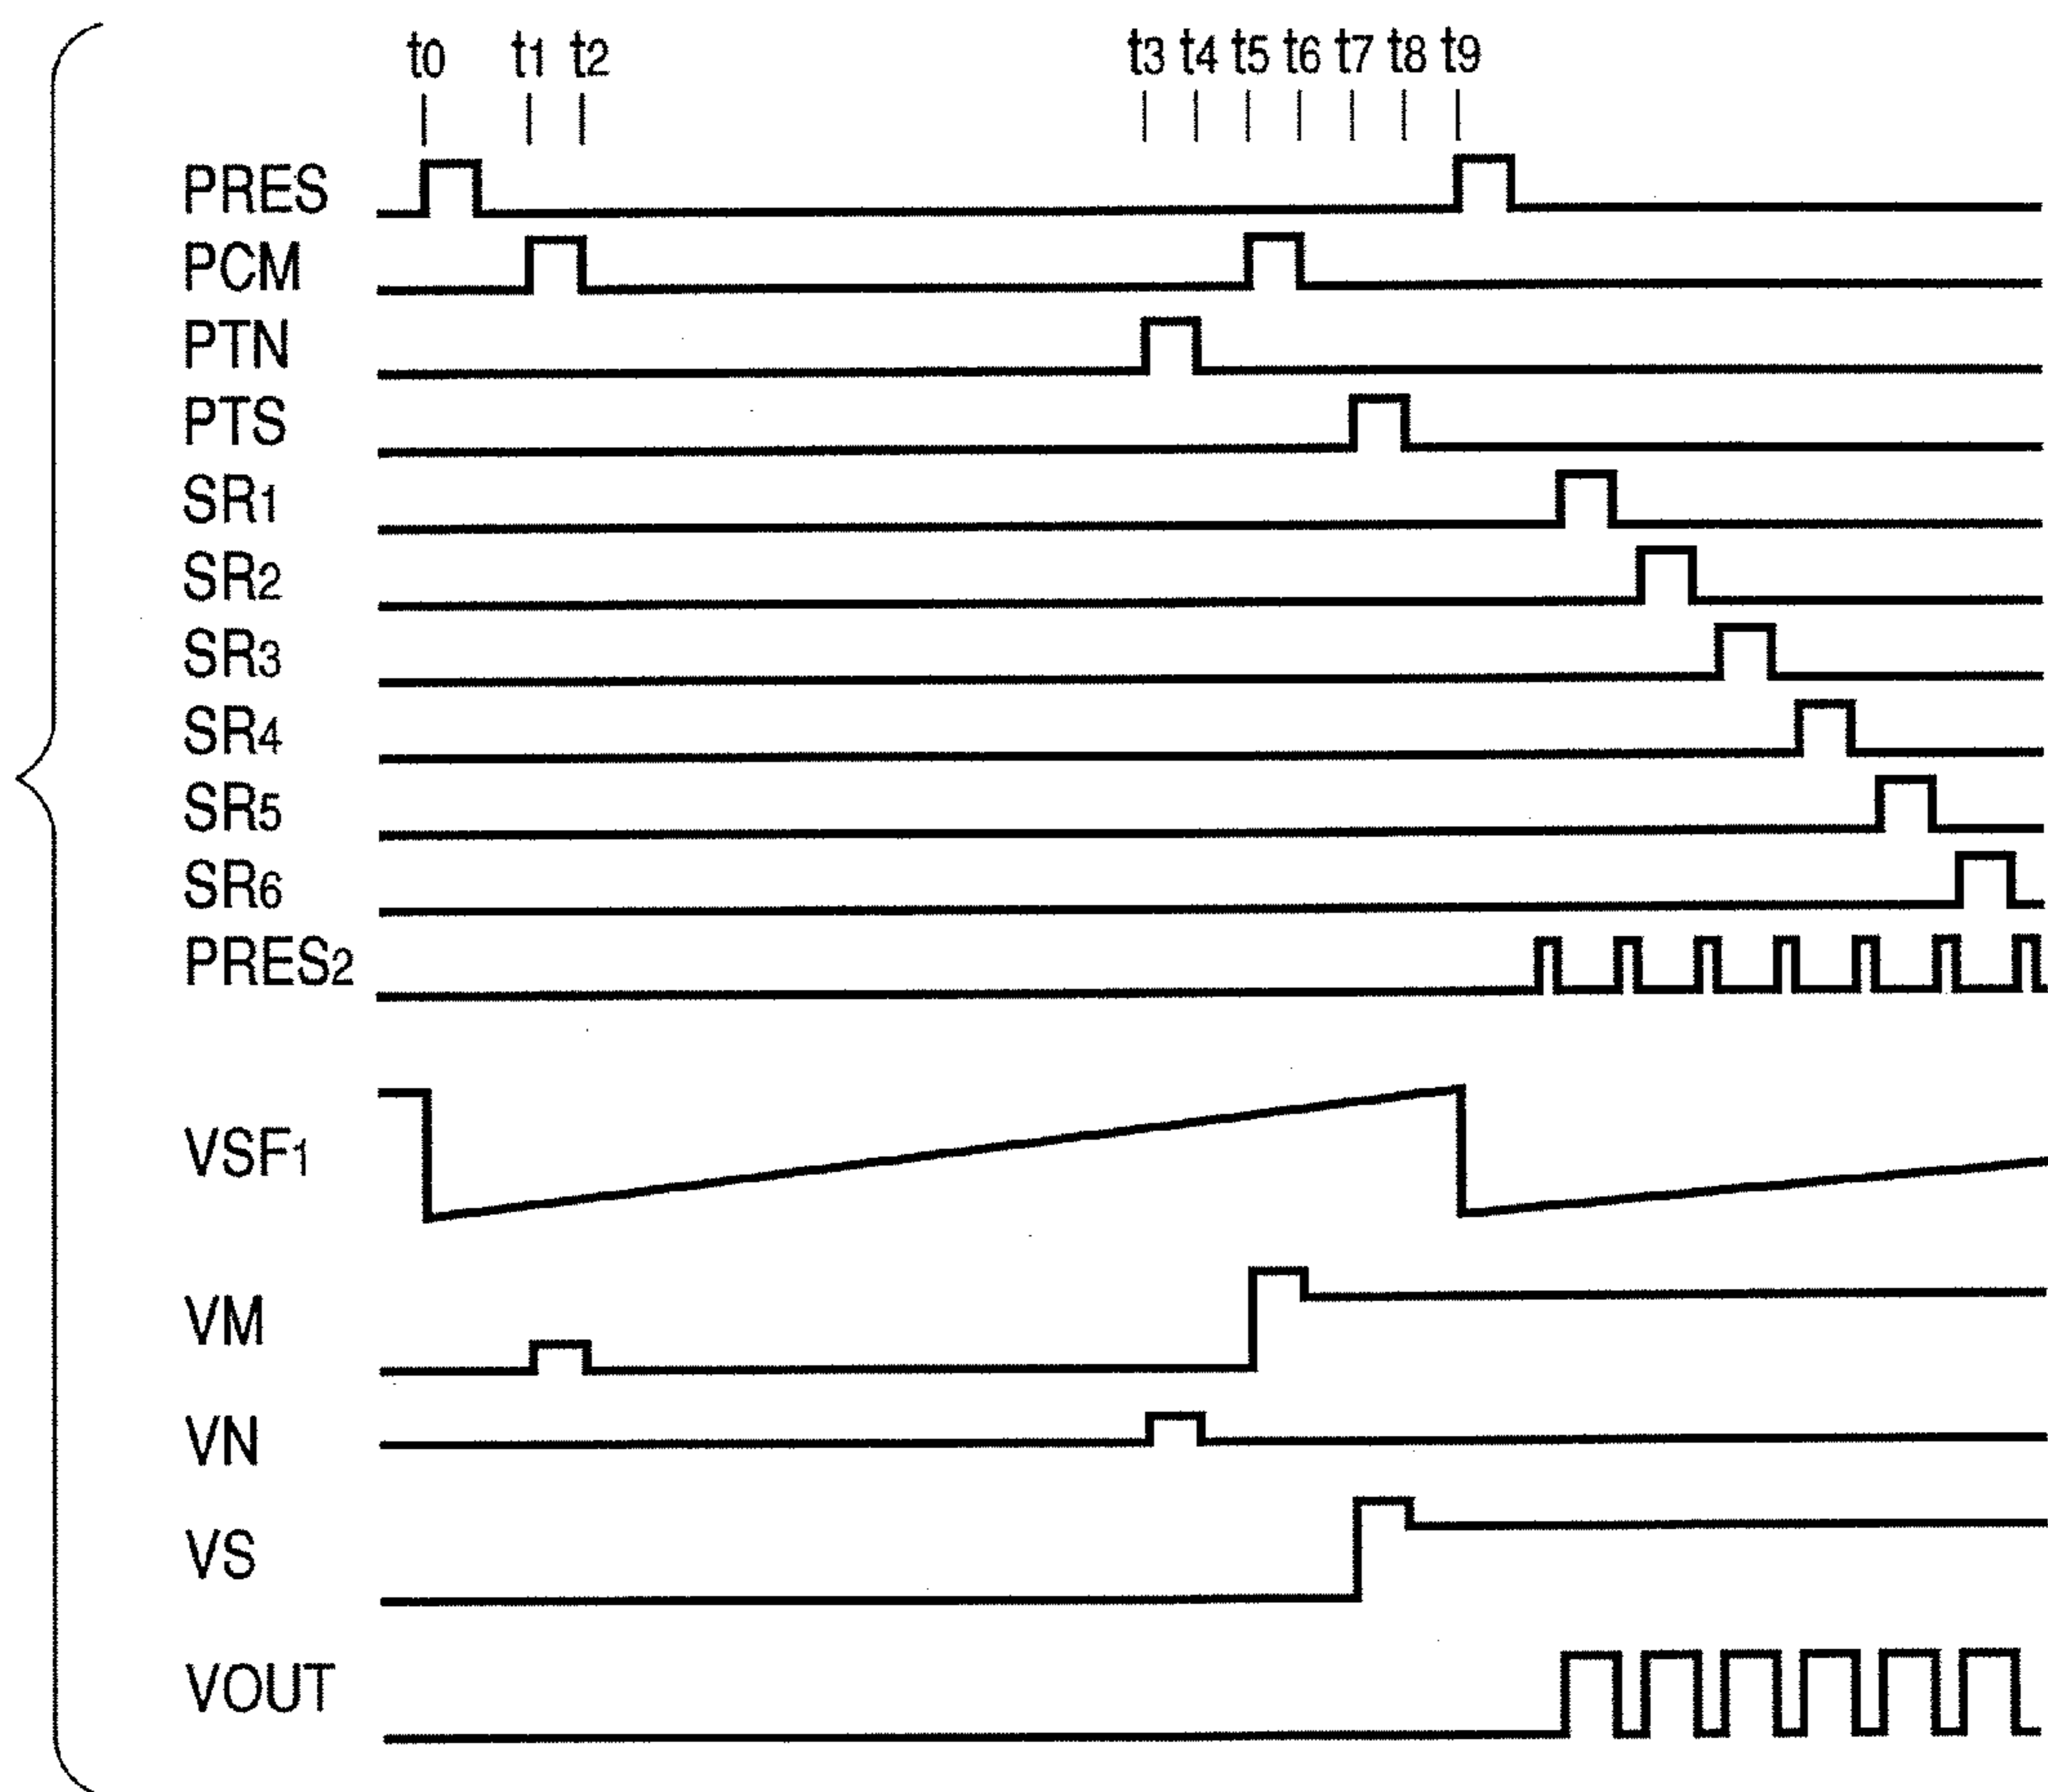 t0 t1 t2 t3 t4 t5 t6 t7 t8 t9
PRES
PCM
PTN
PTS
SR1
SR2
SR3
SR4
SR5
SR6
PRES2
VSF1
VM
VN
VS
VOUT